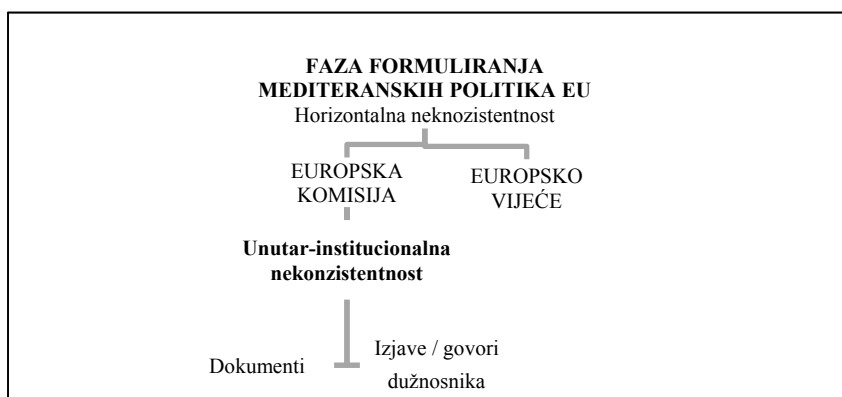 FAZA FORMULIRANJA
MEDITERANSKIH POLITIKA EU
Horizontalna neknozistentnost
EUROPSKA
KOMISIJA
EUROPSKO
VIJEĆE
Unutar-institucionalna
nekonzistentnost
Dokumenti
Izjave / govori
dužnosnika